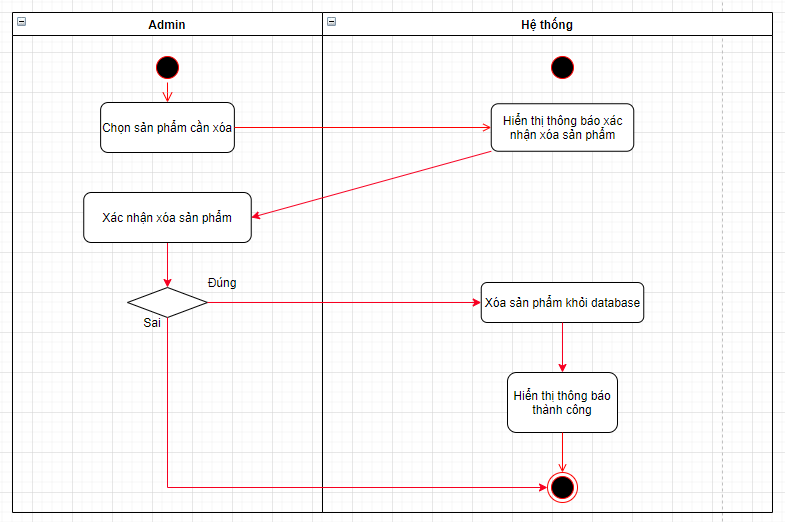 Admin
Hệ thống
Chọn sản phẩm cần xóa
Hiển thị thông báo xác
nhận xóa sản phẩm
Xác nhận xóa sản phẩm
Đúng
Sai
Xóa sản phẩm khỏi database
Hiển thị thông báo
thành công